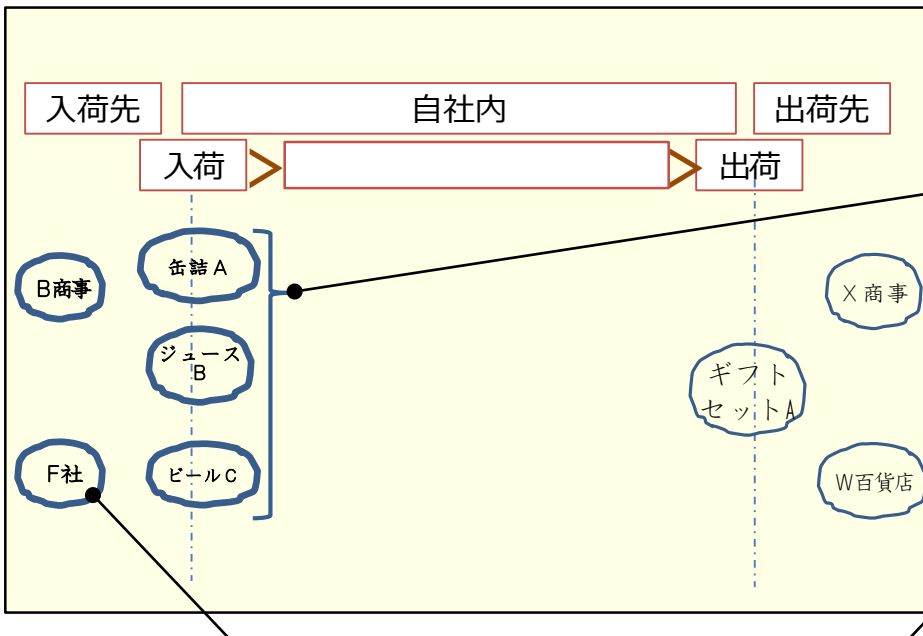 入荷先
自社内
出荷先
入荷
出荷
缶詰A
B商事
X商事
ジュース
B
ギフト
セットA
F社
ビールC
W百貨店